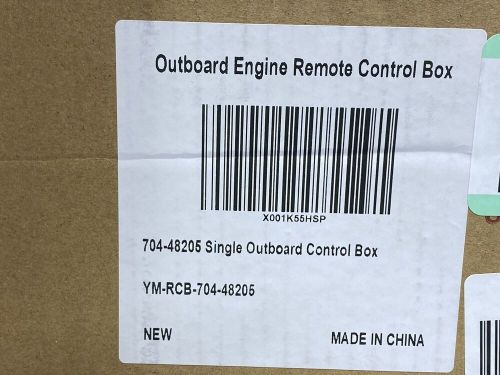 Outboard Engine Remote Control Box
X001K55HSP
704-48205 Single Outboard Control Box
YM-RCB-704-48205
NEW MADE IN CHINA